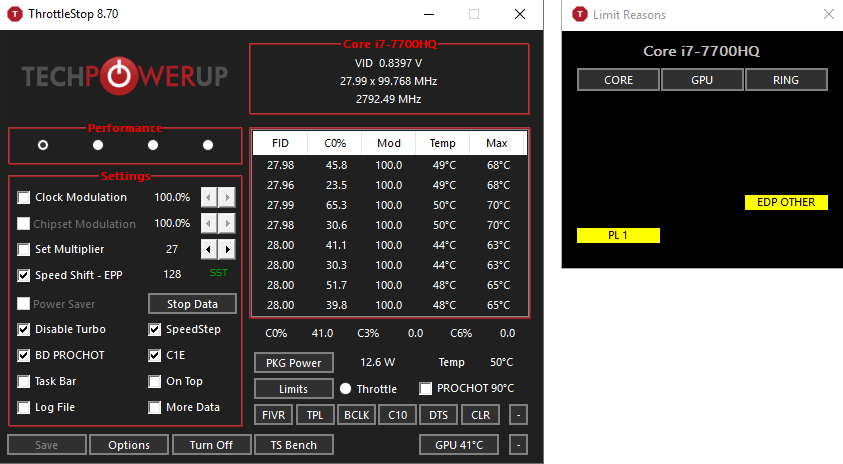 ThrottleStop 8.70
TECHPOWERUP
Performance
Settings
Clock Modulation 100.0%
Chipset Modulation 100.0%
Set Multiplier 27
Speed Shift - EPP 128 SST
Power Saver Stop Data
Disable Turbo SpeedStep
BD PROCHOT C1E
Task Bar On Top
Log File More Data
Save Options Turn Off TS Bench GPU 41°C -
Core i7-7700HQ
VID 0.8397 V
27.99 x 99.768 MHz
2792.49 MHz
FID C0% Mod Temp Max
27.98 45.8 100.0 49°C 68°C
27.96 23.5 100.0 49°C 68°C
27.99 65.3 100.0 50°C 70°C
27.98 30.6 100.0 50°C 70°C
28.00 41.1 100.0 44°C 63°C
28.00 30.3 100.0 44°C 63°C
28.00 51.7 100.0 48°C 65°C
28.00 39.8 100.0 48°C 65°C
C0% 41.0 C3% 0.0 C6% 0.0
PKG Power 12.6 W Temp 50°C
Limits Throttle PROCHOT 90°C
FIVR TPL BCLK C10 DTS CLR -
Limit Reasons
Core i7-7700HQ
CORE GPU RING
EDP OTHER
PL 1